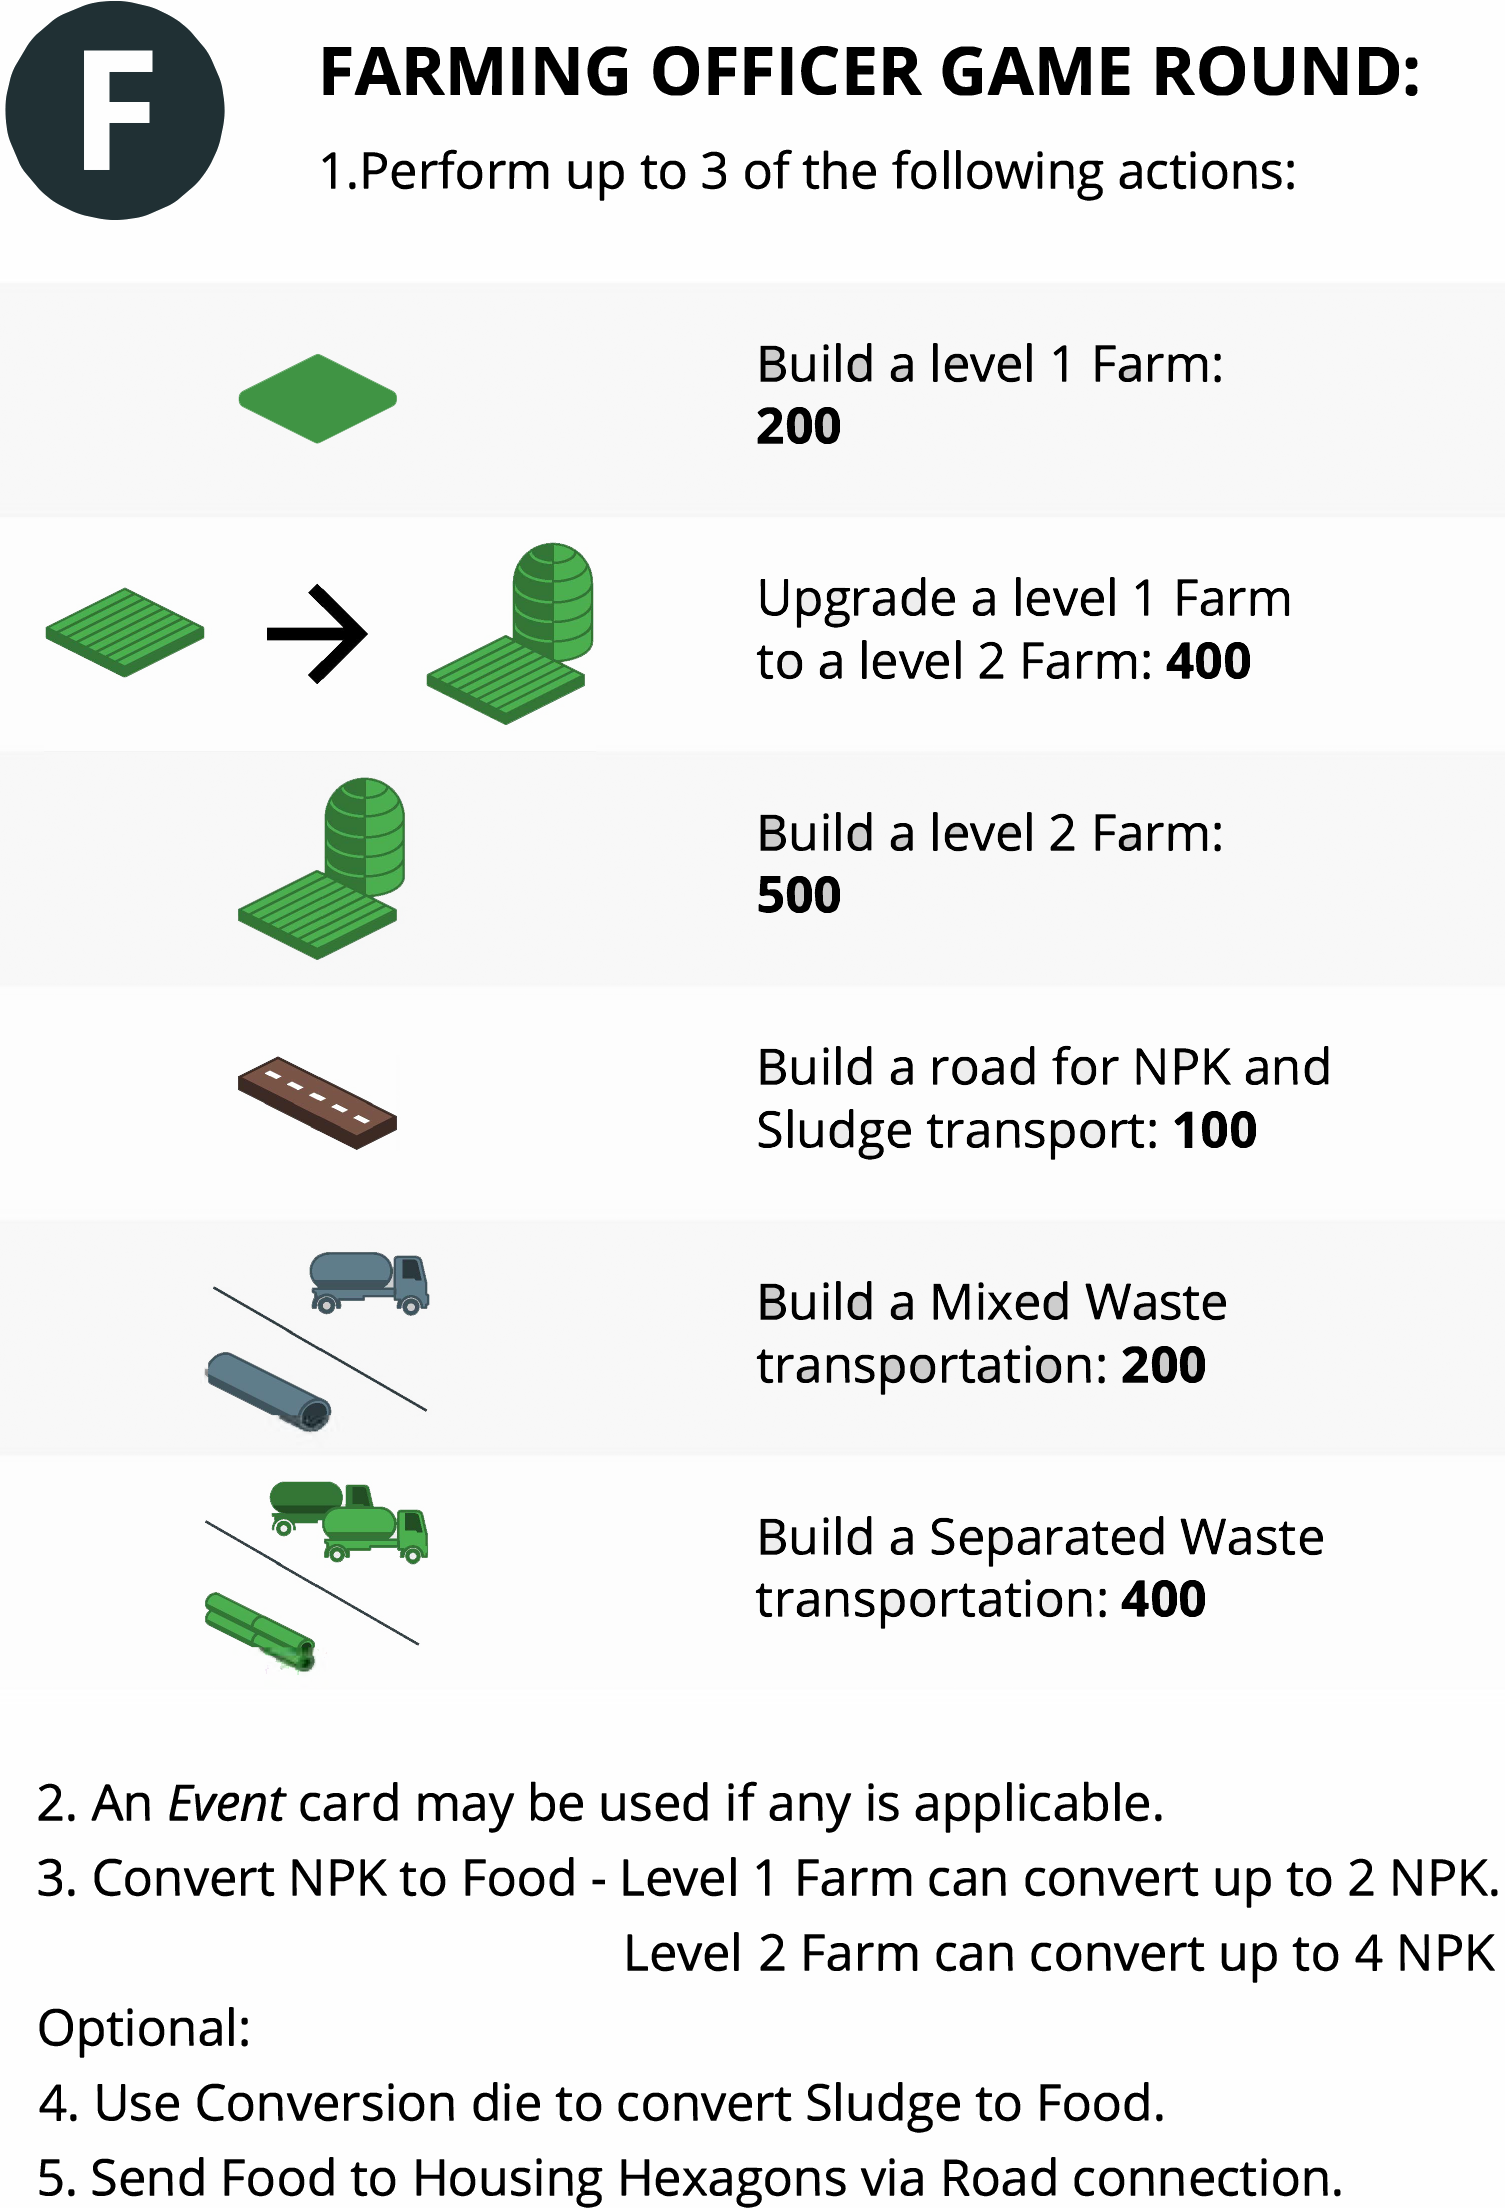 F
FARMING OFFICER GAME ROUND:
1.Perform up to 3 of the following actions:
Build a level 1 Farm:
200
Upgrade a level 1 Farm
to a level 2 Farm: 400
Build a level 2 Farm:
500
Build a road for NPK and
Sludge transport: 100
Build a Mixed Waste
transportation: 200
Build a Separated Waste
transportation: 400
2. An Event card may be used if any is applicable.
3. Convert NPK to Food - Level 1 Farm can convert up to 2 NPK.
Level 2 Farm can convert up to 4 NPK
Optional:
4. Use Conversion die to convert Sludge to Food.
5. Send Food to Housing Hexagons via Road connection.